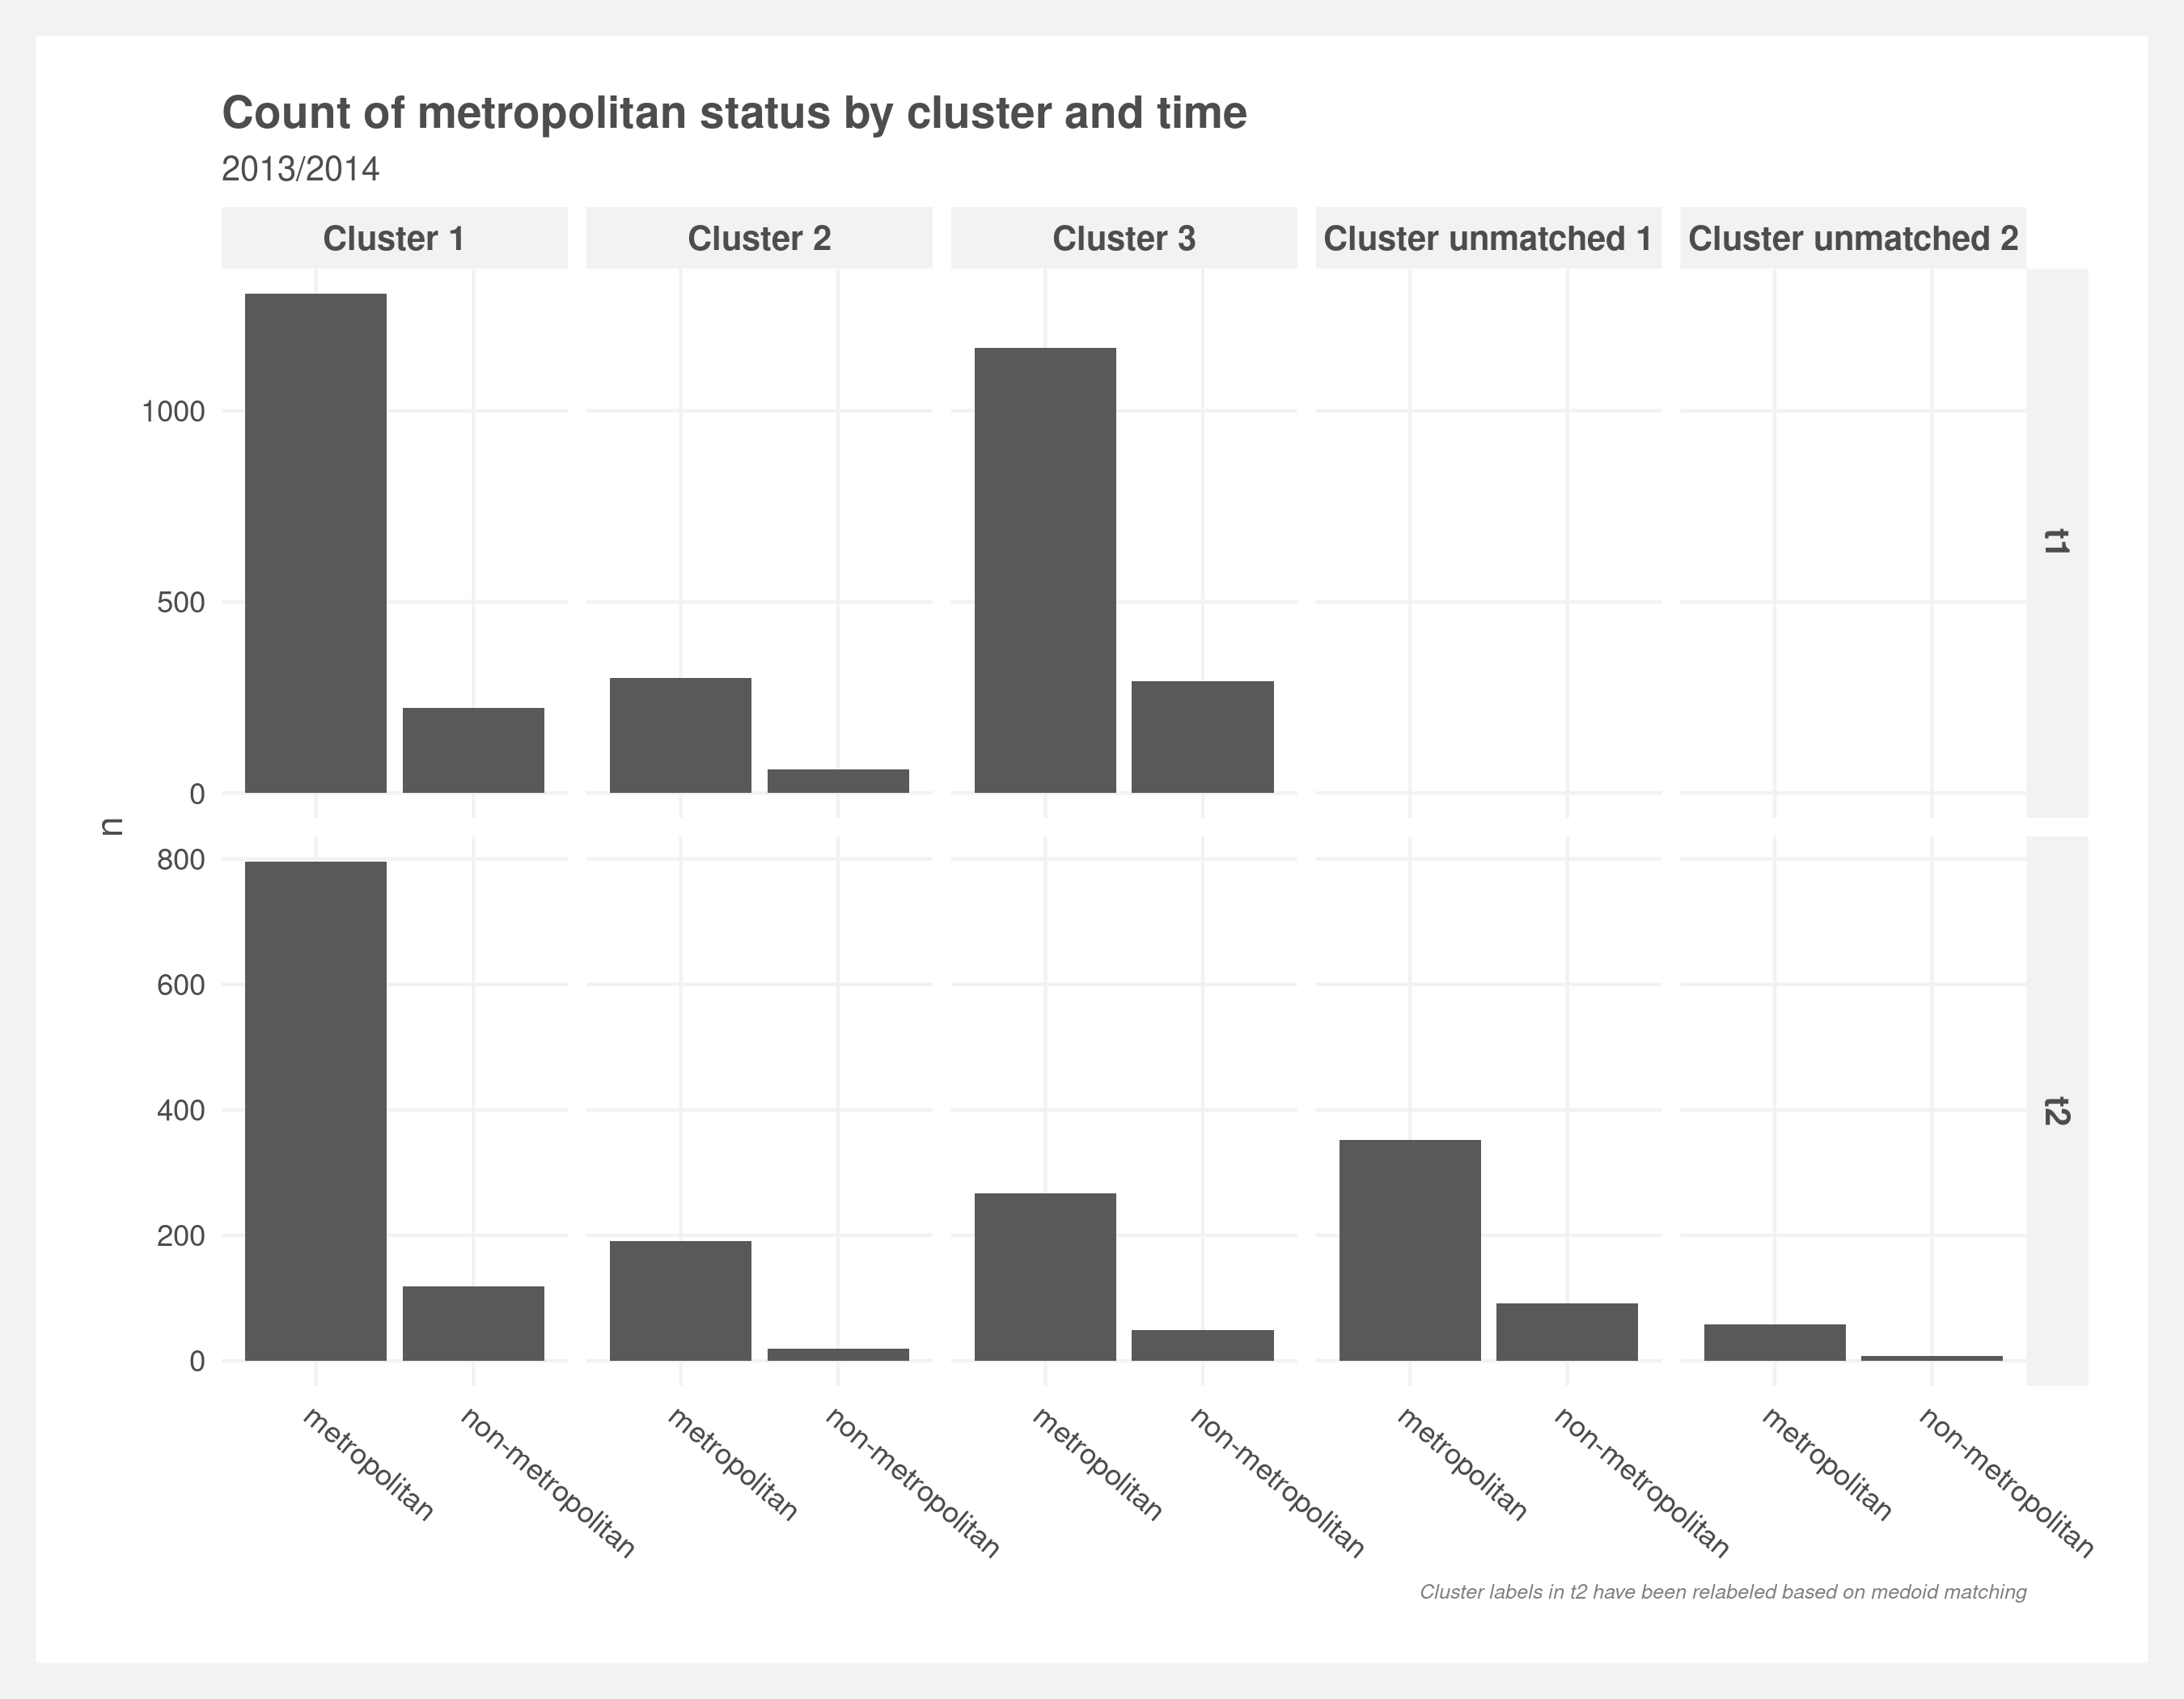 Count of metropolitan status by cluster and time
2013/2014
Cluster 1
Cluster 2
Cluster 3
Cluster unmatched 1
Cluster unmatched 2
1000
500
0
t1
n
800
600
400
200
0
t2
metropolitan
non-metropolitan
metropolitan
non-metropolitan
metropolitan
non-metropolitan
metropolitan
non-metropolitan
metropolitan
non-metropolitan
Cluster labels in t2 have been relabeled based on medoid matching